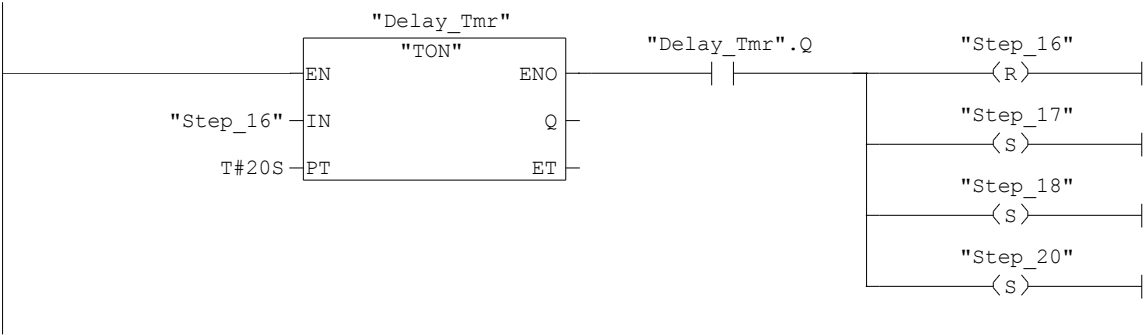 "Delay_Tmr"
"TON"
"Delay_Tmr".Q
"Step_16"
EN
ENO
R
"Step_17"
"Step_16"
IN
Q
S
T#20S
PT
ET
"Step_18"
S
"Step_20"
S